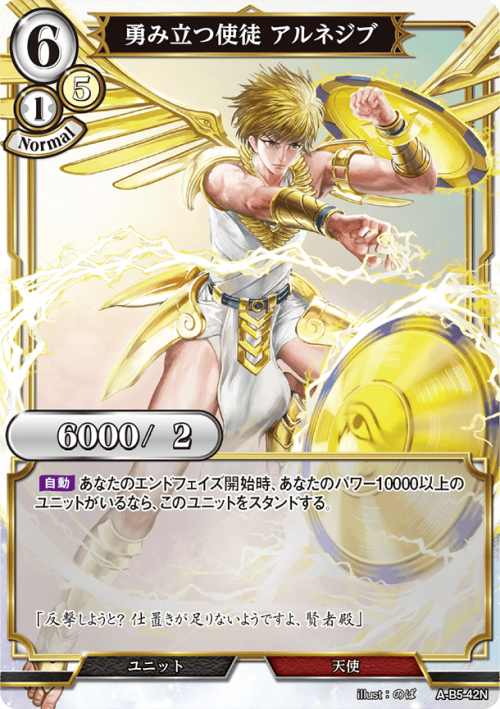 6
勇み立つ使徒 アルネジブ
5
1
Normal
6000/ 2
自動 あなたのエンドフェイズ開始時、あなたのパワー10000以上の
ユニットがいるなら、このユニットをスタンドする。
「反撃しようと? 仕置きが足りないようですよ、賢者殿」
ユニット
天使
illust：のば
A-B5-42N